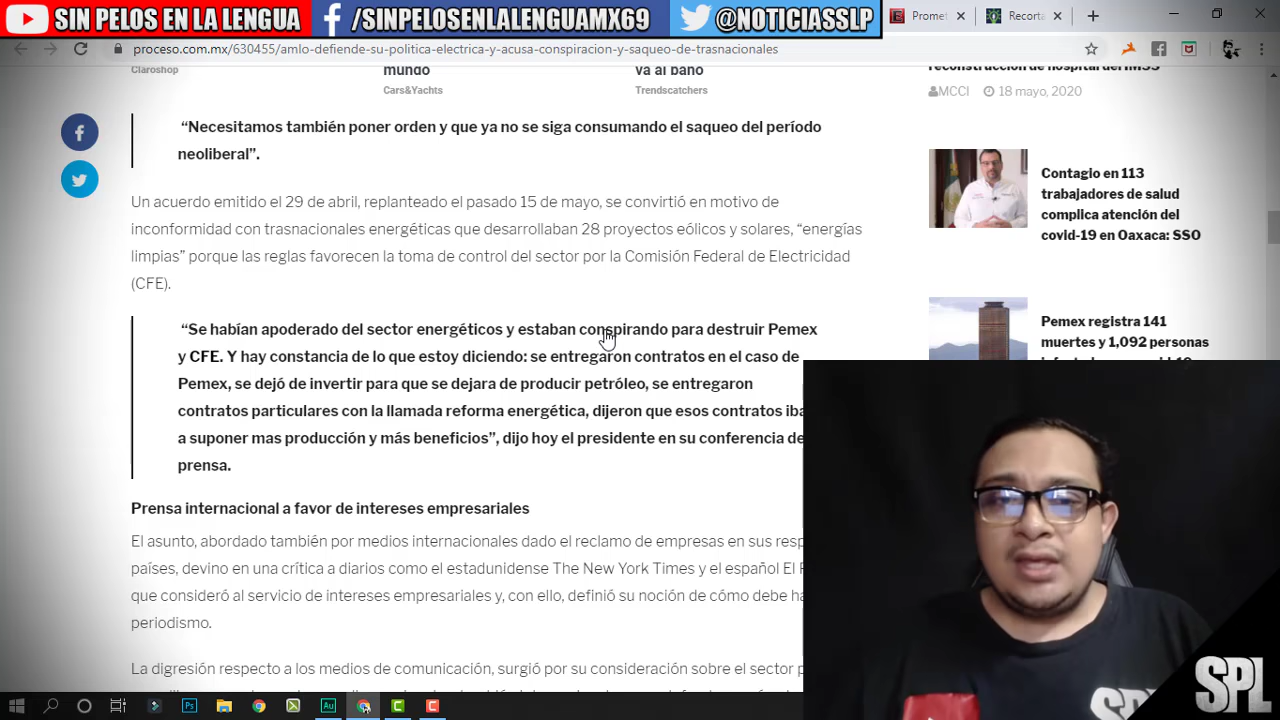 SIN PELOS EN LA LENGUA
/SINPELOSENLALENGUAMX69
@NOTICIASSLP
Promet
Recorta
proceso.com.mx/630455/amlo-defiende-su-politica-electrica-y-acusa-conspiracion-y-saqueo-de-trasnacionales
Claroshop
mundo
Cars&Yachts
va al baño
Trendscatchers
“Necesitamos también poner orden y que ya no se siga consumando el saqueo del período
neoliberal”.
Un acuerdo emitido el 29 de abril, replanteado el pasado 15 de mayo, se convirtió en motivo de
inconformidad con trasnacionales energéticas que desarrollaban 28 proyectos eólicos y solares, “energías
limpias” porque las reglas favorecen la toma de control del sector por la Comisión Federal de Electricidad
(CFE).
“Se habían apoderado del sector energéticos y estaban conspirando para destruir Pemex
y CFE. Y hay constancia de lo que estoy diciendo: se entregaron contratos en el caso de
Pemex, se dejó de invertir para que se dejara de producir petróleo, se entregaron
contratos particulares con la llamada reforma energética, dijeron que esos contratos iba
a suponer mas producción y más beneficios”, dijo hoy el presidente en su conferencia de
prensa.
Prensa internacional a favor de intereses empresariales
El asunto, abordado también por medios internacionales dado el reclamo de empresas en sus resp
países, devino en una crítica a diarios como el estadunidense The New York Times y el español El P
que consideró al servicio de intereses empresariales y, con ello, definió su noción de cómo debe ha
periodismo.
La digresión respecto a los medios de comunicación, surgió por su consideración sobre el sector p
reconstrucción de hospital del IMSS
MCCI 18 mayo, 2020
Contagio en 113
trabajadores de salud
complica atención del
covid-19 en Oaxaca: SSO
Pemex registra 141
muertes y 1,092 personas
SPL